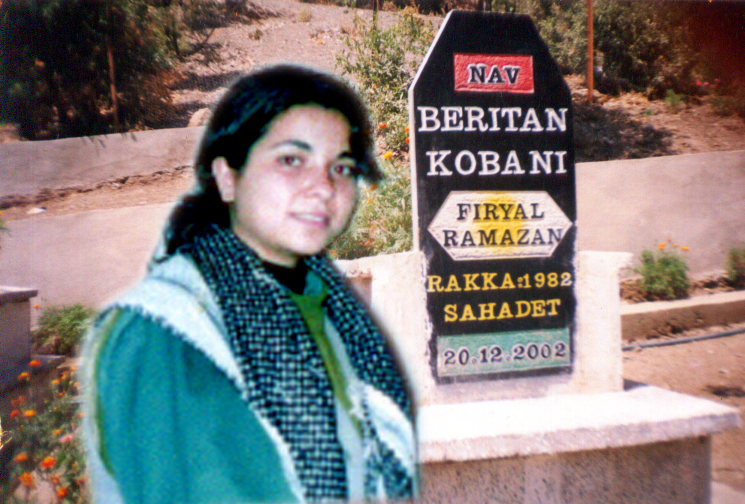 NAV
BERITAN
KOBANI
FIRYAL
RAMAZAN
RAKKA:1982
SAHADET
20.12.2002